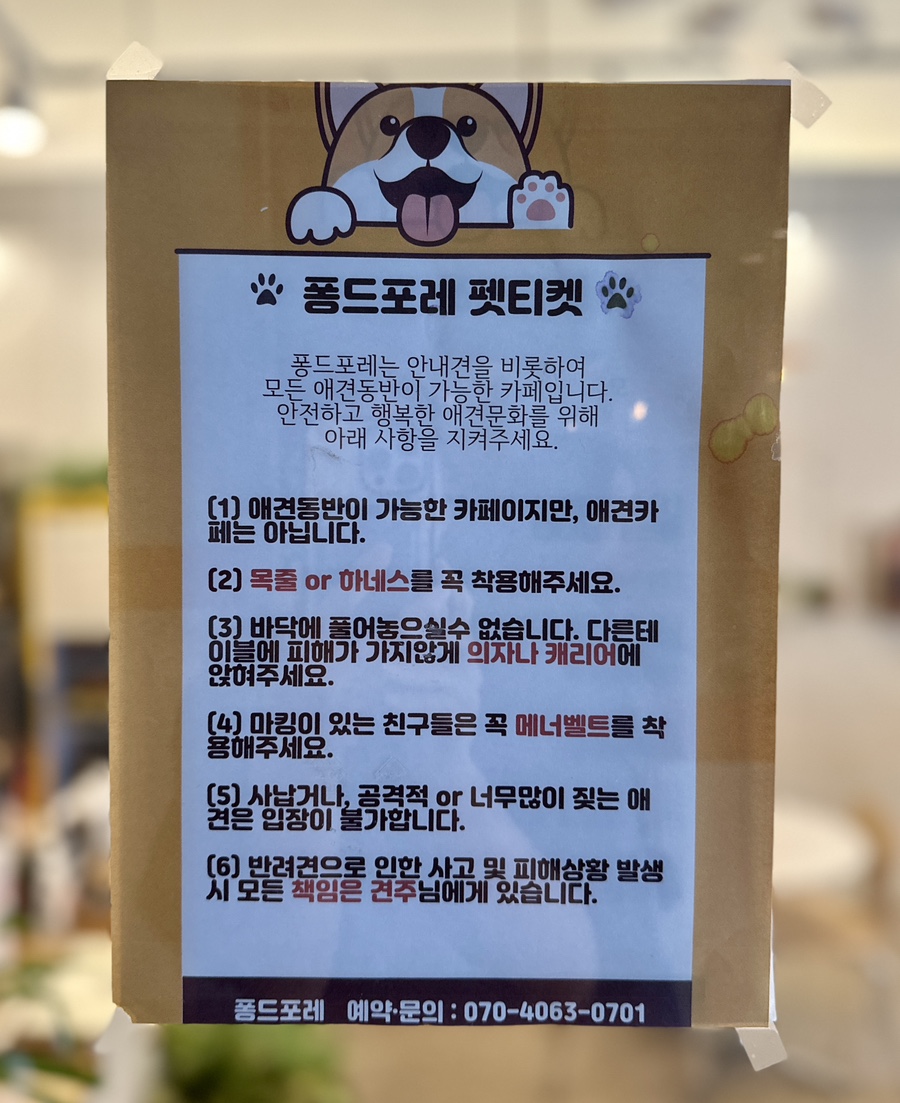 퐁드포레 펫티켓
퐁드포레는 안내견을 비롯하여
모든 애견동반이 가능한 카페입니다.
안전하고 행복한 애견문화를 위해
아래 사항을 지켜주세요.
(1) 애견동반이 가능한 카페이지만, 애견카
페는 아닙니다.
(2) 목줄 or 하네스를 꼭 착용해주세요.
(3) 바닥에 풀어놓으실수 없습니다. 다른테
이블에 피해가 가지않게 의자나 캐리어에
앉혀주세요.
(4) 마킹이 있는 친구들은 꼭 메너벨트를 착
용해주세요.
(5) 사납거나, 공격적 or 너무많이 짖는 애
견은 입장이 불가합니다.
(6) 반려견으로 인한 사고 및 피해상황 발생
시 모든 책임은 견주님에게 있습니다.
퐁드포레 예약·문의 : 070-4063-0701